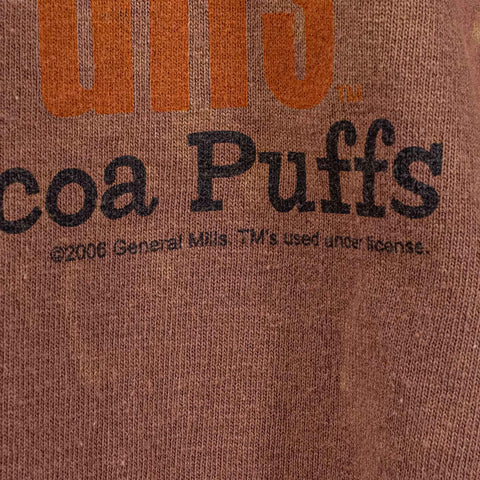 coa Puffs
©2006 General Mills. TM's used under license.